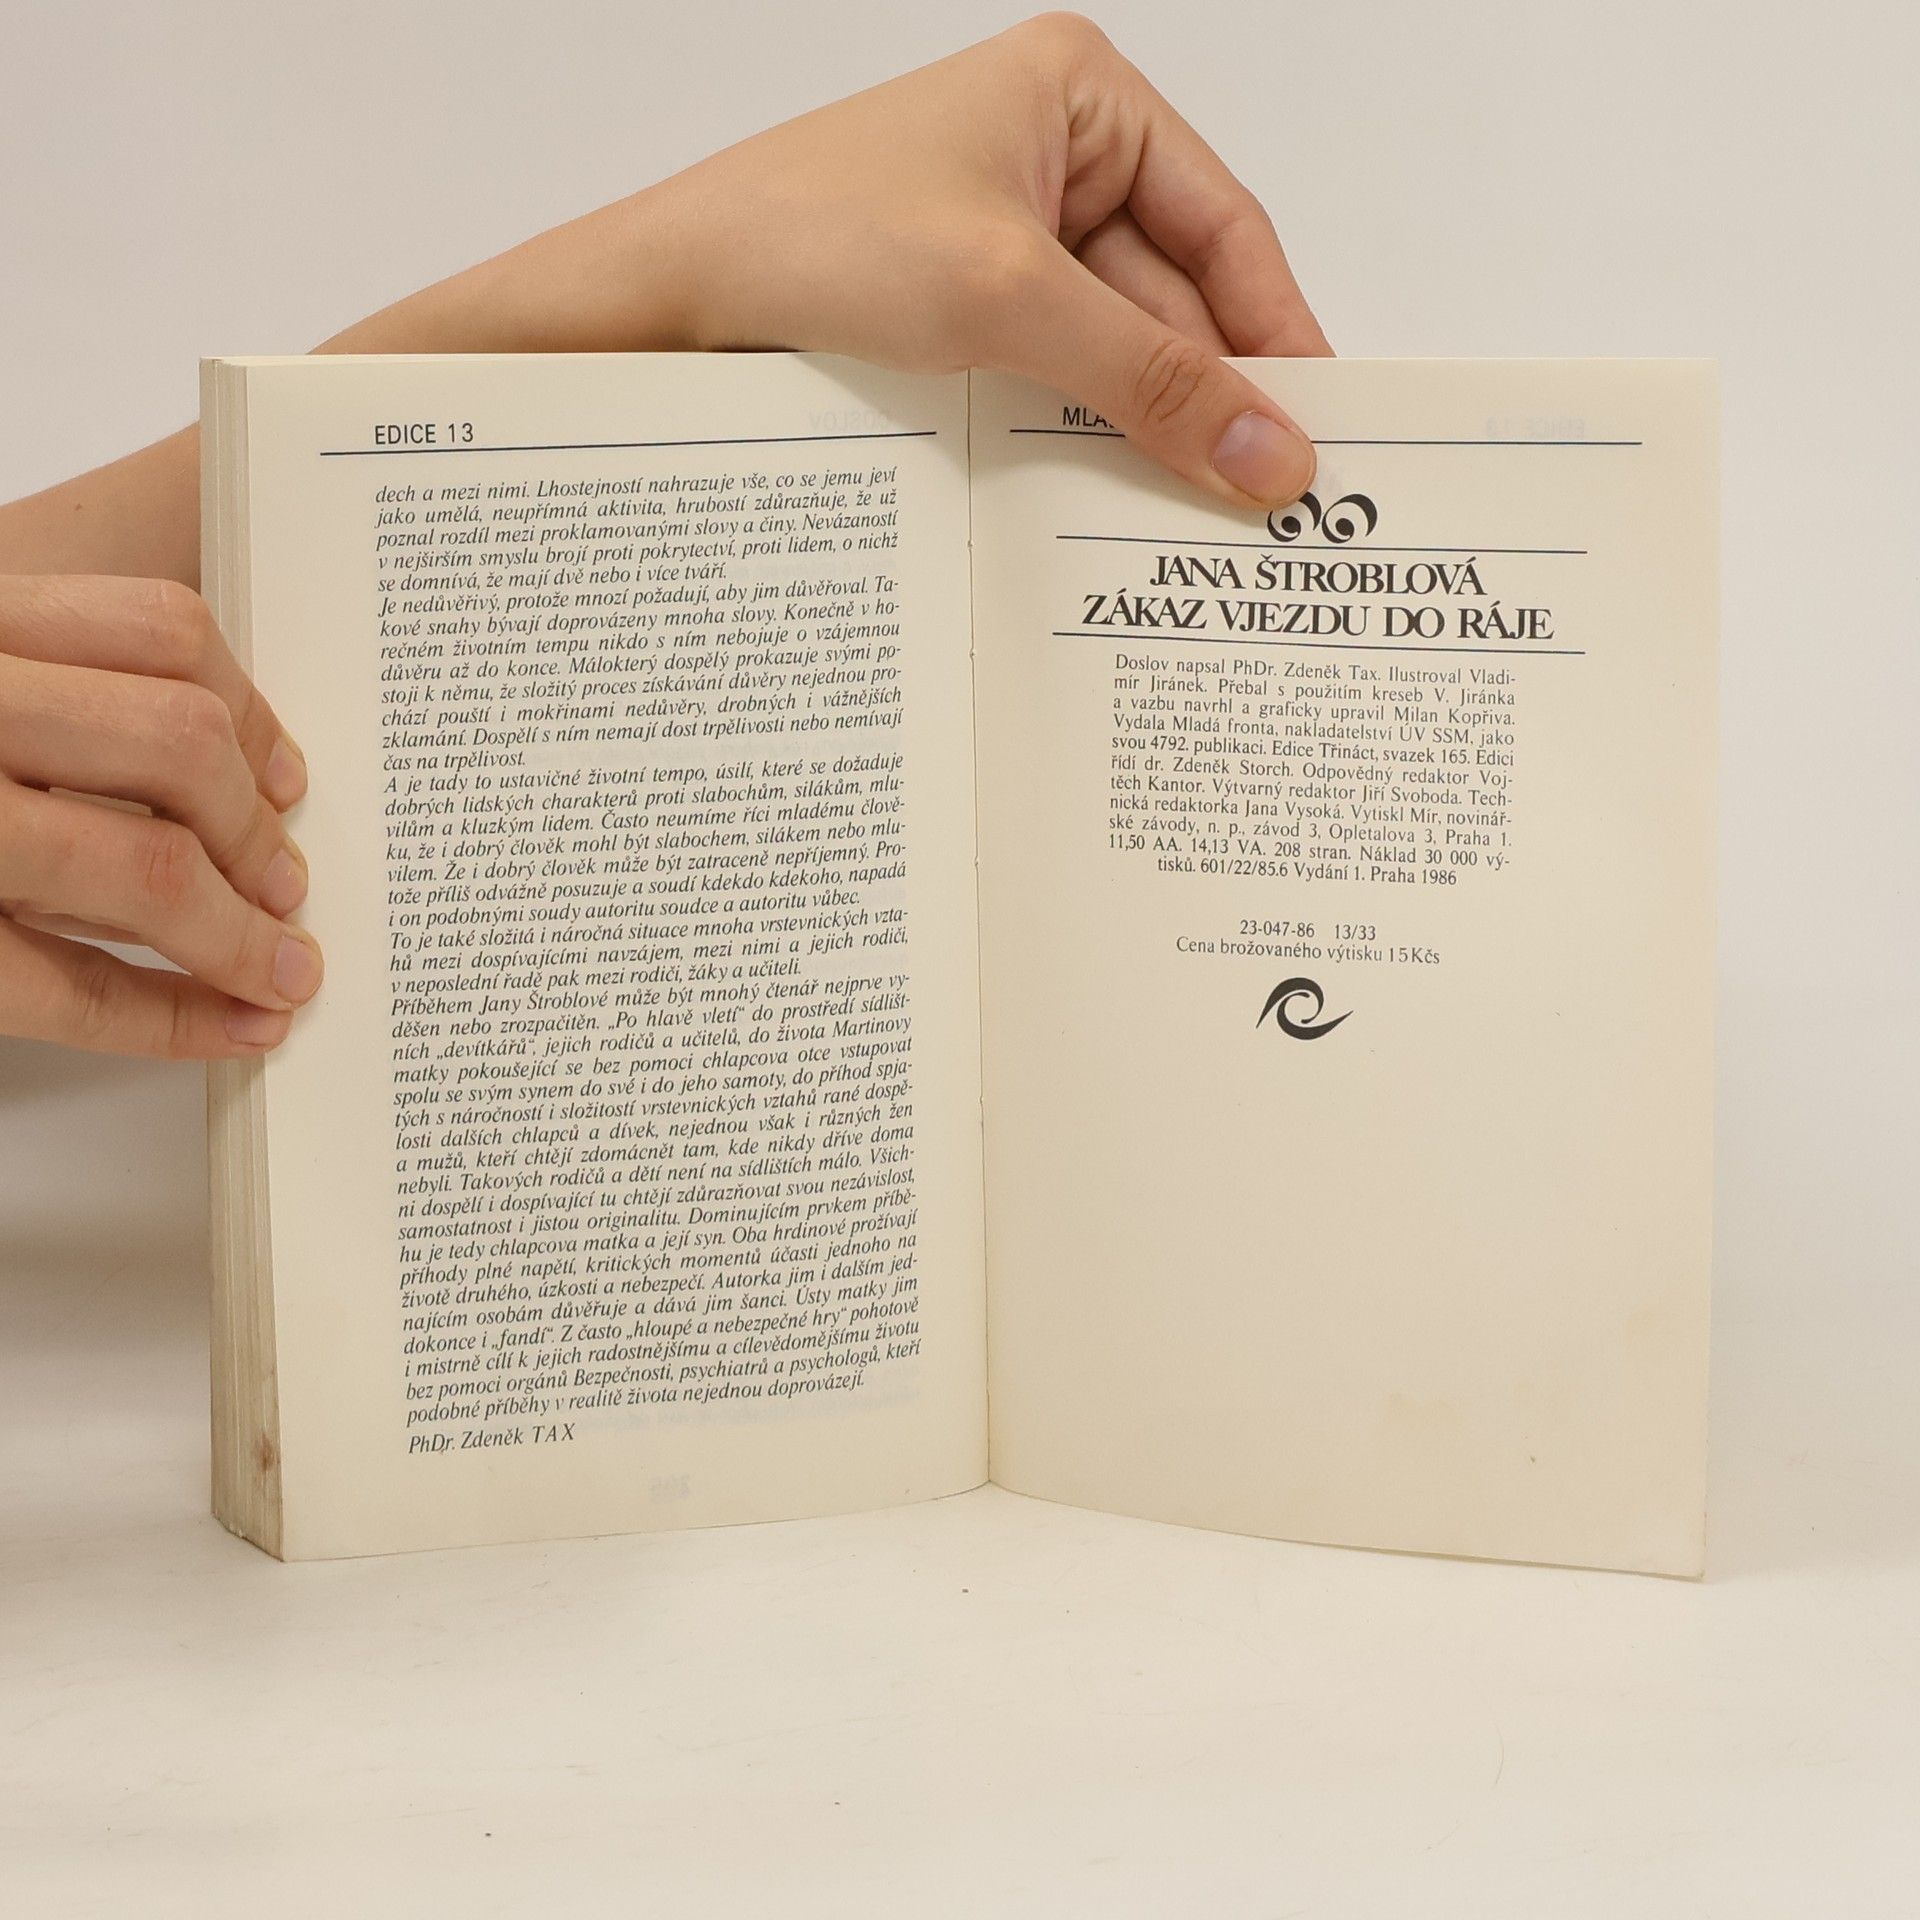 EDICE 13
dech a mezi nimi. Lhostejností nahrazuje vše, co se jemu jeví
jako umělá, neupřímná aktivita, hrubostí zdůrazňuje, že už
poznal rozdíl mezi proklamovanými slovy a činy. Nevázaností
v nejširším smyslu brojí proti pokrytectví, proti lidem, o nichž
se domnívá, že mají dvě nebo i více tváří.
Je nedůvěřivý, protože mnozí požadují, aby jim důvěřoval. Ta-
kové snahy bývají doprovázeny mnoha slovy. Konečně v ho-
rečném životním tempu nikdo s ním nebojuje o vzájemnou
důvěru až do konce. Málokterý dospělý prokazuje svými po-
stoji k němu, že složitý proces získávání důvěry nejednou pro-
chází pouští i mokřinami nedůvěry, drobných i vážnějších
zklamání. Dospělí s ním nemají dost trpělivosti nebo nemívají
čas na trpělivost.
A je tady to ustavičné životní tempo, úsilí, které se dožaduje
dobrých lidských charakterů proti slabochům, silákům, mlu-
vilům a kluzkým lidem. Často neumíme říci mladému člově-
ku, že i dobrý člověk mohl být slabochem, silákem nebo mlu-
vilem. Že i dobrý člověk může být zatraceně nepříjemný. Pro-
tože příliš odvážně posuzuje a soudí kdekdo kdekoho, napadá
i on podobnými soudy autoritu soudce a autoritu vůbec.
To je také složitá i náročná situace mnoha vrstevnických vzta-
hů mezi dospívajícími navzájem, mezi nimi a jejich rodiči,
v neposlední řadě pak mezi rodiči, žáky a učiteli.
Příběhem Jany Štroblové může být mnohý čtenář nejprve vy-
děšen nebo zrozpačitěn. „Po hlavě vletí“ do prostředí sídlišt-
ních „devítkářů“, jejich rodičů a učitelů, do života Martinovy
matky pokoušející se bez pomoci chlapcova otce vstupovat
spolu se svým synem do své i do jeho samoty, do příhod spja-
tých s náročností i složitostí vrstevnických vztahů rané dospě-
losti dalších chlapců a dívek, nejednou však i různých žen
a mužů, kteří chtějí zdomácnět tam, kde nikdy dříve doma
nebyli. Takových rodičů a dětí není na sídlištích málo. Všich-
ni dospělí i dospívající tu chtějí zdůrazňovat svou nezávislost,
samostatnost i jistou originalitu. Dominujícím prvkem příbě-
hu je tedy chlapcova matka a její syn. Oba hrdinové prožívají
příhody plné napětí, kritických momentů účasti jednoho na
životě druhého, úzkosti a nebezpečí. Autorka jim i dalším jed-
najícím osobám důvěřuje a dává jim šanci. Ústy matky jim
dokonce i „fandí“. Z často „hloupé a nebezpečné hry“ pohotově
i mistrně cílí k jejich radostnějšímu a cílevědomějšímu životu
bez pomoci orgánů Bezpečnosti, psychiatrů a psychologů, kteří
podobné příběhy v realitě života nejednou doprovázejí.
PhDr. Zdeněk TAX
JANA ŠTROBLOVÁ
ZÁKAZ VJEZDU DO RÁJE
Doslov napsal PhDr. Zdeněk Tax. Ilustroval Vladi-
mír Jiránek. Přebal s použitím kreseb V. Jiránka
a vazbu navrhl a graficky upravil Milan Kopřiva.
Vydala Mladá fronta, nakladatelství ÚV SSM, jako
svou 4792. publikaci. Edice Třináct, svazek 165. Edici
řídí dr. Zdeněk Storch. Odpovědný redaktor Voj-
těch Kantor. Výtvarný redaktor Jiří Svoboda. Tech-
nická redaktorka Jana Vysoká. Vytiskl Mír, novinář-
ské závody, n. p., závod 3, Opletalova 3, Praha 1.
11,50 AA. 14,13 VA. 208 stran. Náklad 30 000 vý-
tisků. 601/22/85.6 Vydání 1. Praha 1986
23-047-86 13/33
Cena brožovaného výtisku 15 Kčs